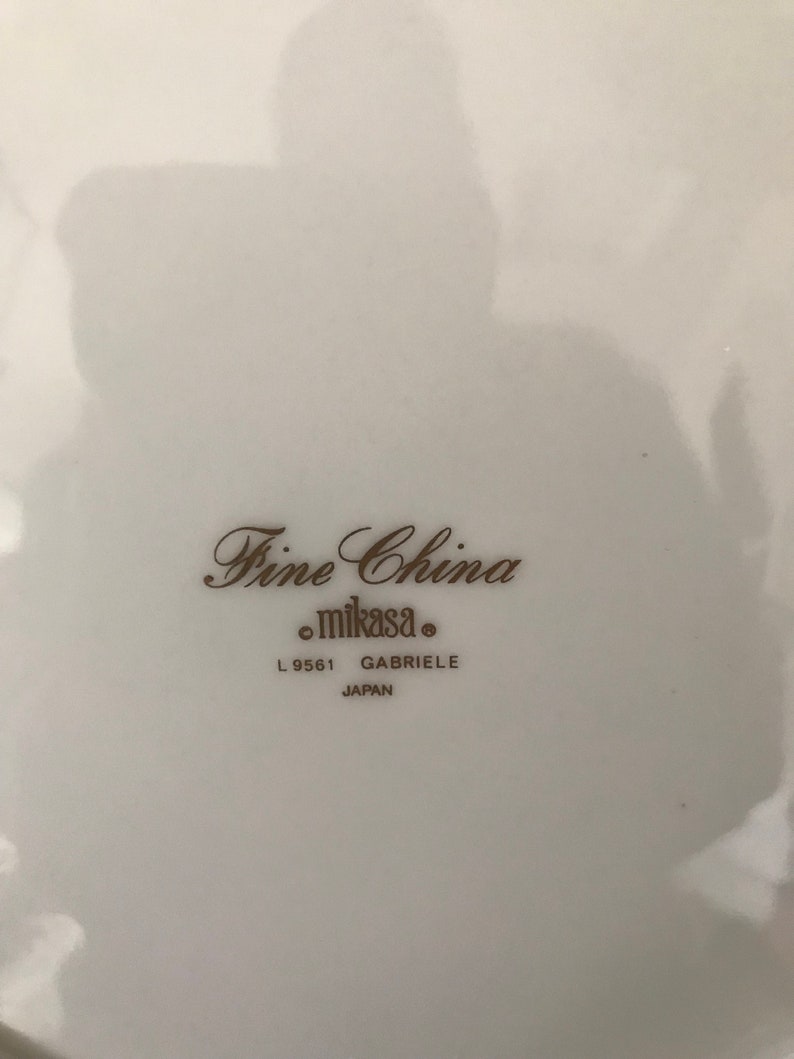 Fine China
© mikasa ®
L 9561 GABRIELE
JAPAN